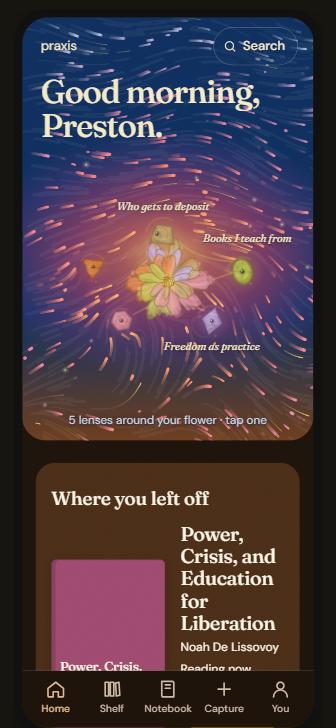 praxis
Search
Good morning,
Preston.
Who gets to deposit
Books I teach from
Freedom as practice
5 lenses around your flower · tap one
Where you left off
Power,
Crisis, and
Education
for
Liberation
Noah De Lissovoy
Reading now
Power, Crisis,
Home
Shelf
Notebook
Capture
You